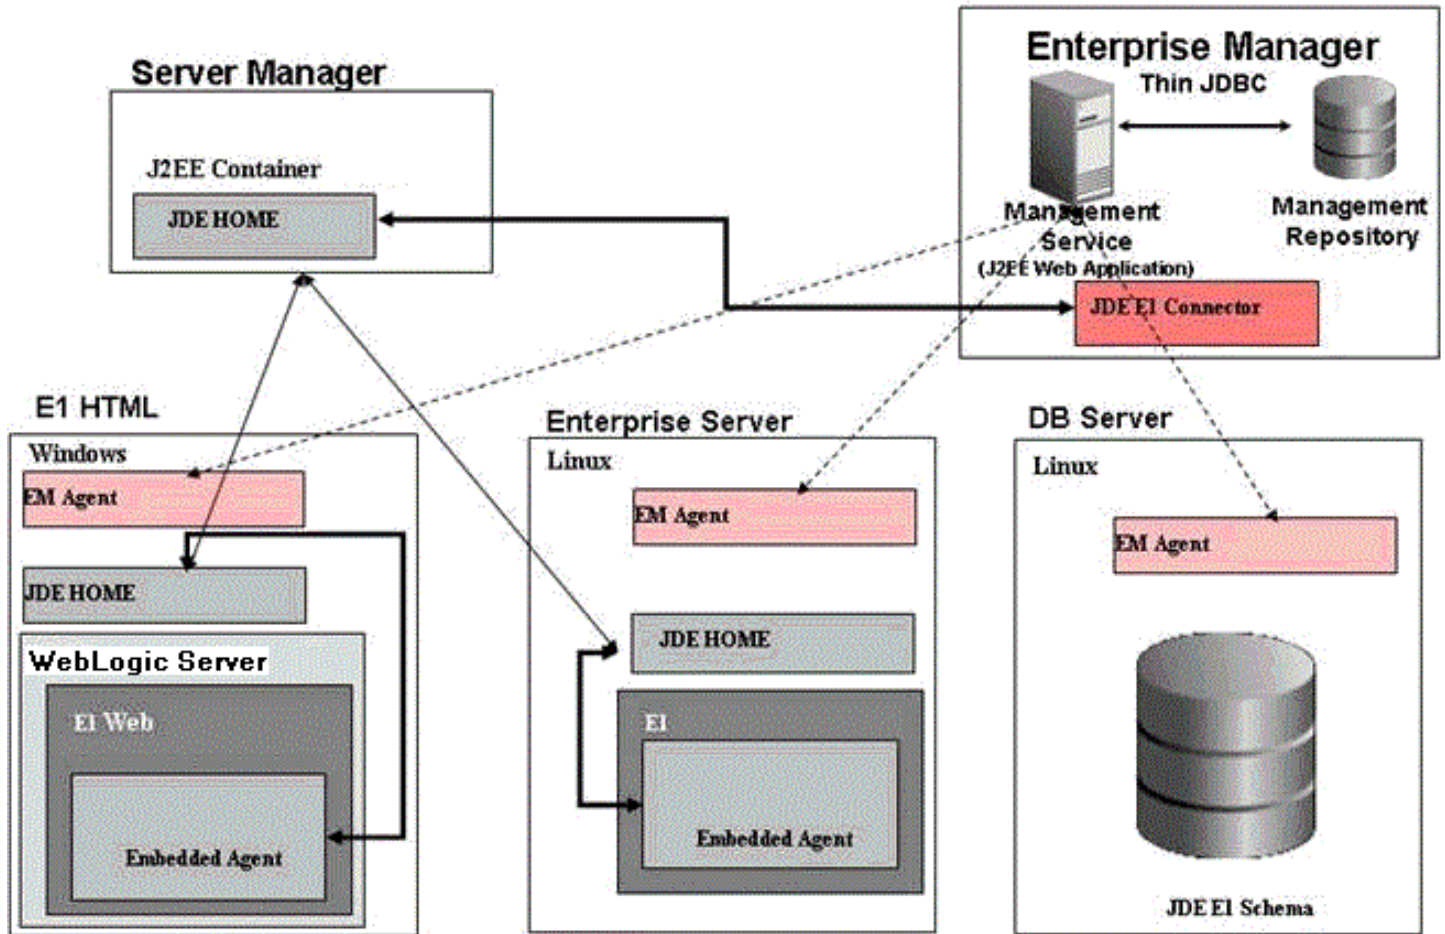 Server Manager
J2EE Container
JDE HOME
Enterprise Manager
Thin JDBC
Management
Service
(J2EE Web Application)
Management
Repository
JDE E1 Connector
E1 HTML
Windows
EM Agent
JDE HOME
WebLogic Server
E1 Web
Embedded Agent
Enterprise Server
Linux
EM Agent
JDE HOME
E1
Embedded Agent
DB Server
Linux
EM Agent
JDE E1 Schema